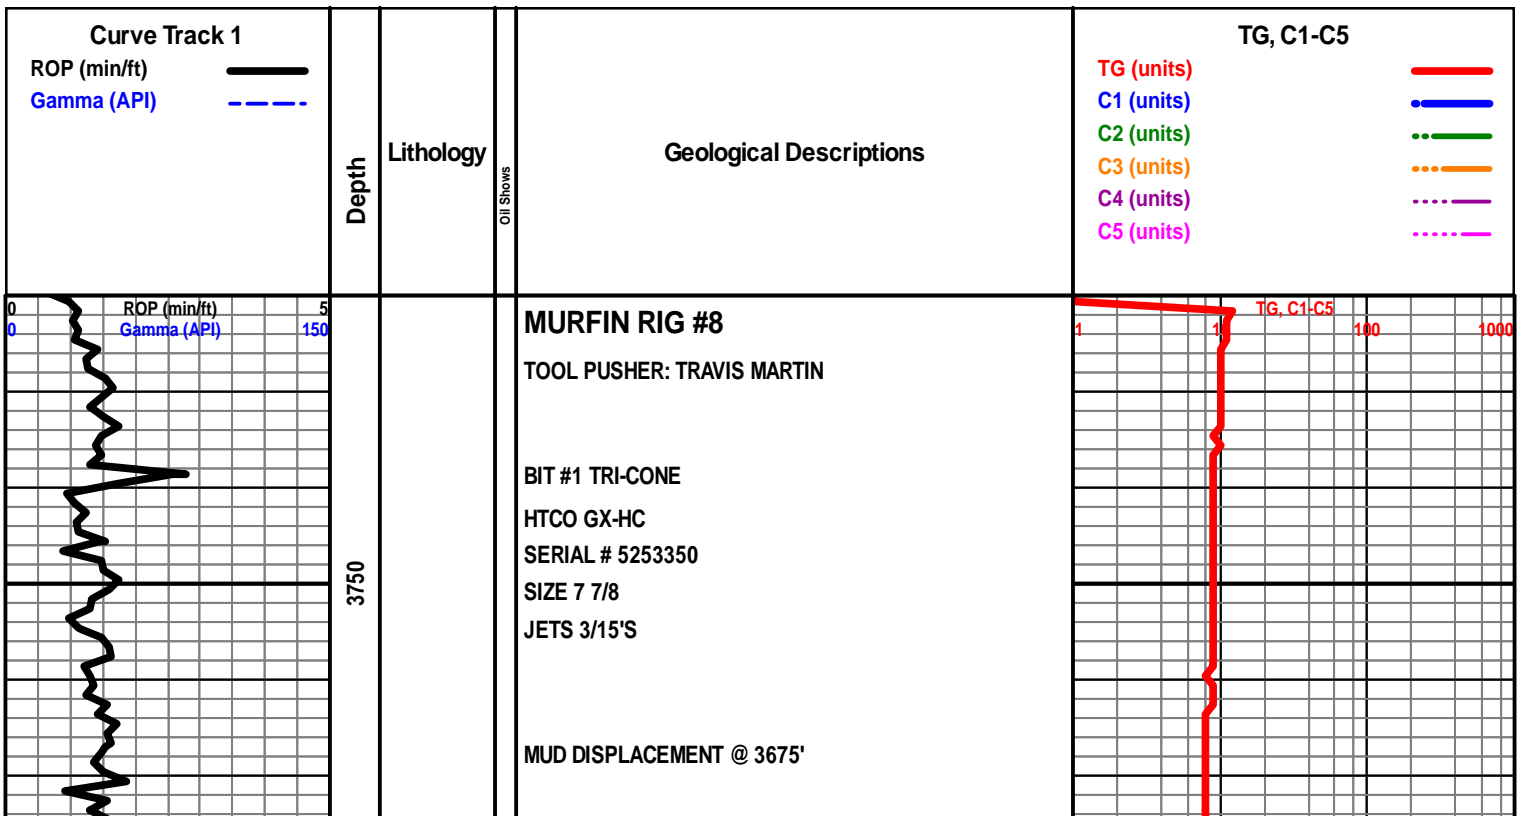 Curve Track 1
ROP (min/ft)
Gamma (API)
Depth
Lithology
Oil Shows
Geological Descriptions
TG, C1-C5
TG (units)
C1 (units)
C2 (units)
C3 (units)
C4 (units)
C5 (units)
0 ROP (min/ft) 5
0 Gamma (API) 150
3750
MURFIN RIG #8
TOOL PUSHER: TRAVIS MARTIN
BIT #1 TRI-CONE
HTCO GX-HC
SERIAL # 5253350
SIZE 7 7/8
JETS 3/15'S
MUD DISPLACEMENT @ 3675'
TG, C1-C5
1 100 1000